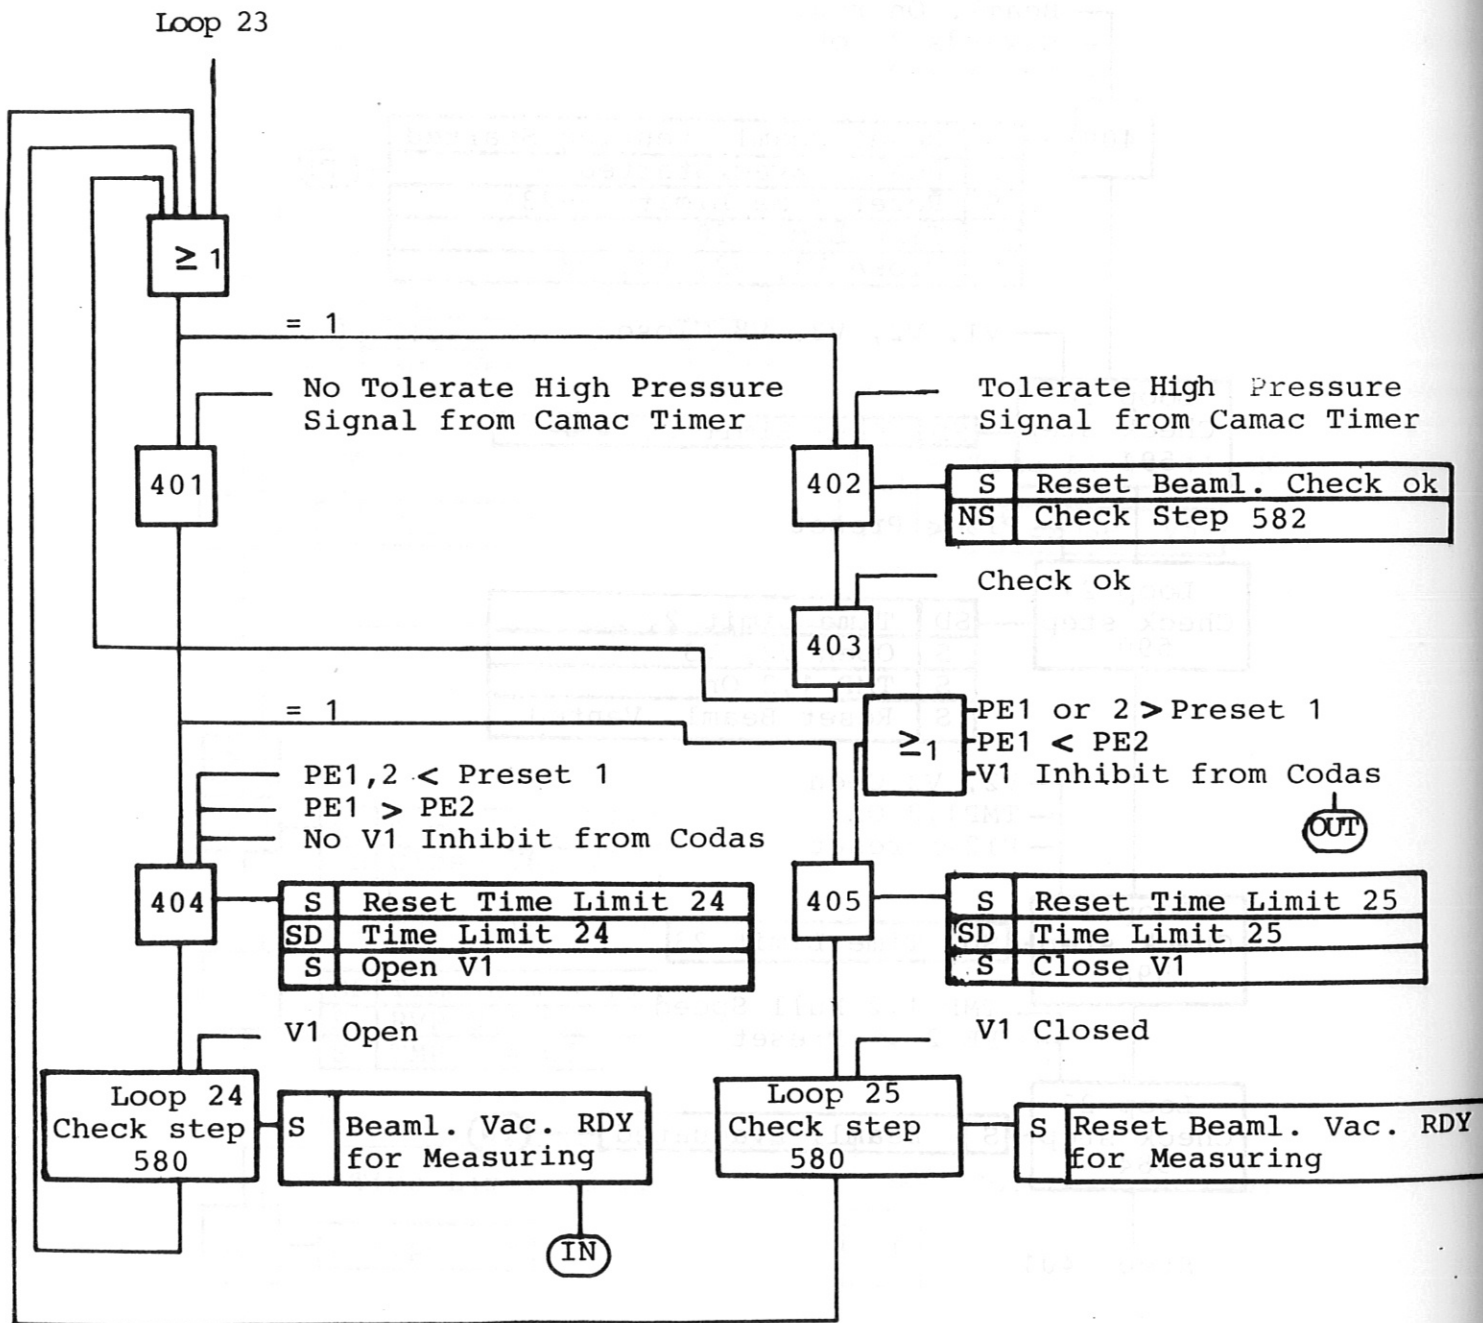 Loop 23
≥ 1
= 1
No Tolerate High Pressure
Signal from Camac Timer
Tolerate High Pressure
Signal from Camac Timer
401
402
S Reset Beaml. Check ok
NS Check Step 582
Check ok
403
= 1
≥1
PE1 or 2 > Preset 1
PE1 < PE2
V1 Inhibit from Codas
OUT
PE1,2 < Preset 1
PE1 > PE2
No V1 Inhibit from Codas
404
S Reset Time Limit 24
SD Time Limit 24
S Open V1
405
S Reset Time Limit 25
SD Time Limit 25
S Close V1
V1 Open
V1 Closed
Loop 24
Check step
580
S Beaml. Vac. RDY
for Measuring
IN
Loop 25
Check step
580
S Reset Beaml. Vac. RDY
for Measuring